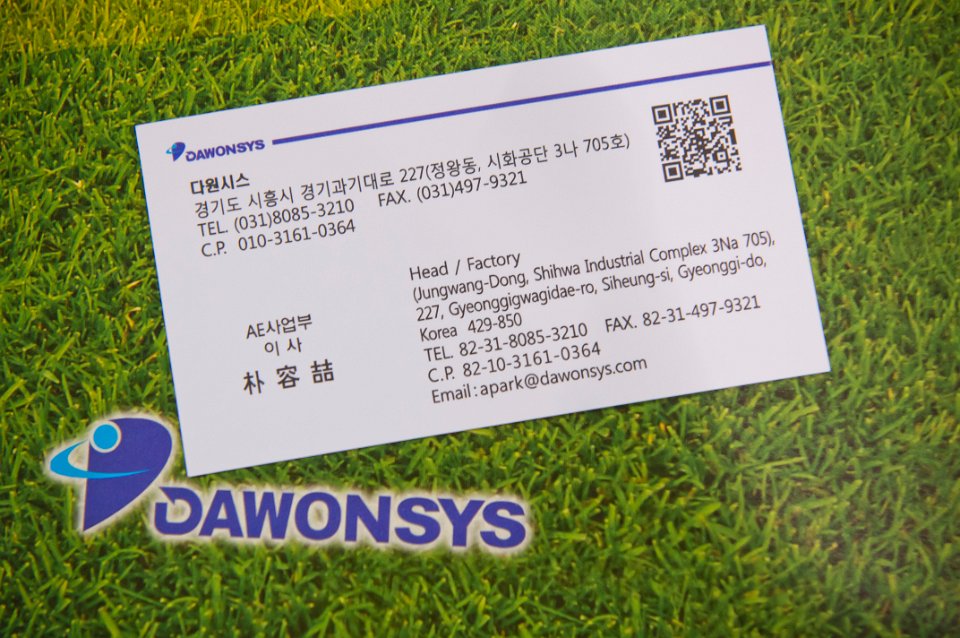 DAWONSYS
다원시스
경기도 시흥시 경기과기대로 227(정왕동, 시화공단 3나 705호)
TEL. (031)8085-3210 FAX. (031)497-9321
C.P. 010-3161-0364
AE사업부
이 사
朴 容 喆
Head / Factory
(Jungwang-Dong, Shihwa Industrial Complex 3Na 705),
227, Gyeonggigwagidae-ro, Siheung-si, Gyeonggi-do,
Korea 429-850
TEL. 82-31-8085-3210 FAX. 82-31-497-9321
C.P. 82-10-3161-0364
Email : apark@dawonsys.com
DAWONSYS